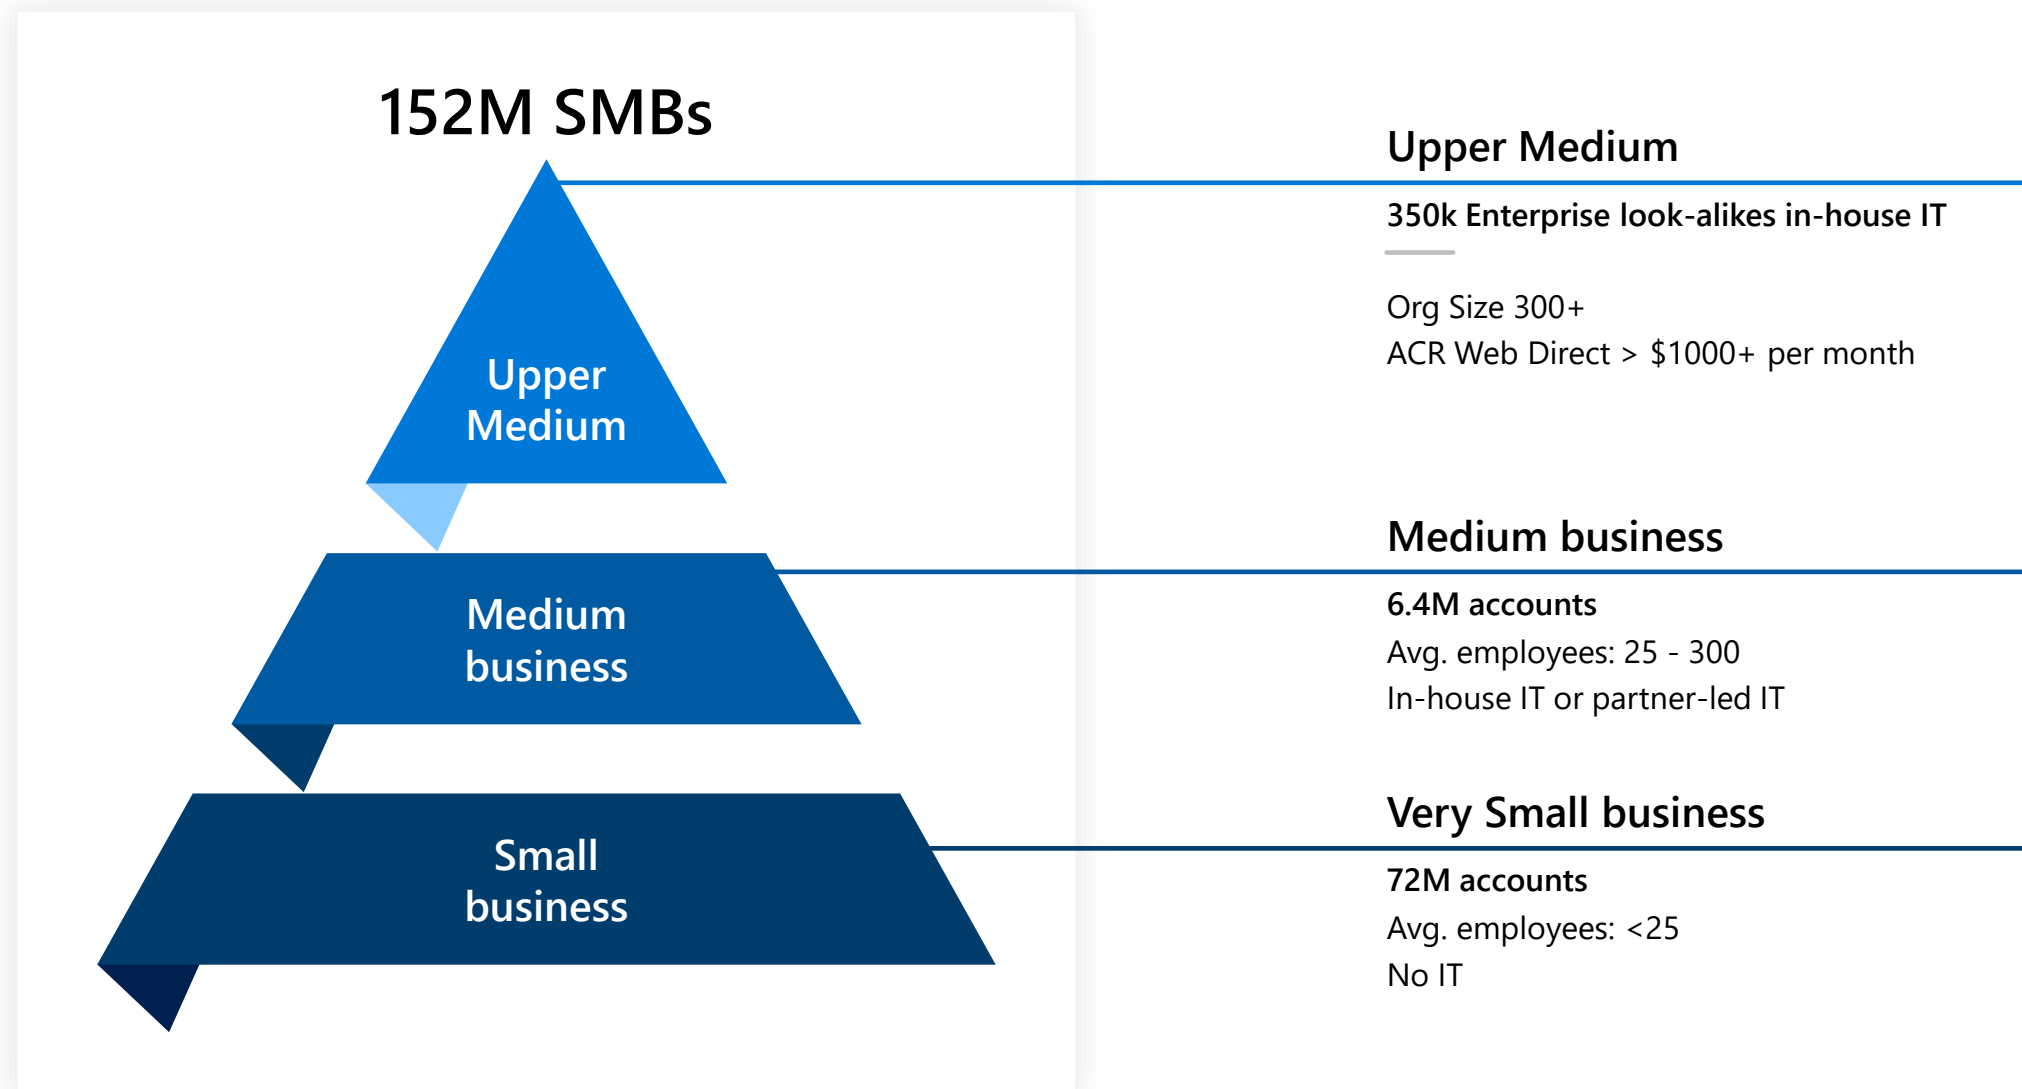 152M SMBs
Upper
Medium
Medium
business
Small
business
Upper Medium
350k Enterprise look-alikes in-house IT
Org Size 300+
ACR Web Direct > $1000+ per month
Medium business
6.4M accounts
Avg. employees: 25 - 300
In-house IT or partner-led IT
Very Small business
72M accounts
Avg. employees: <25
No IT